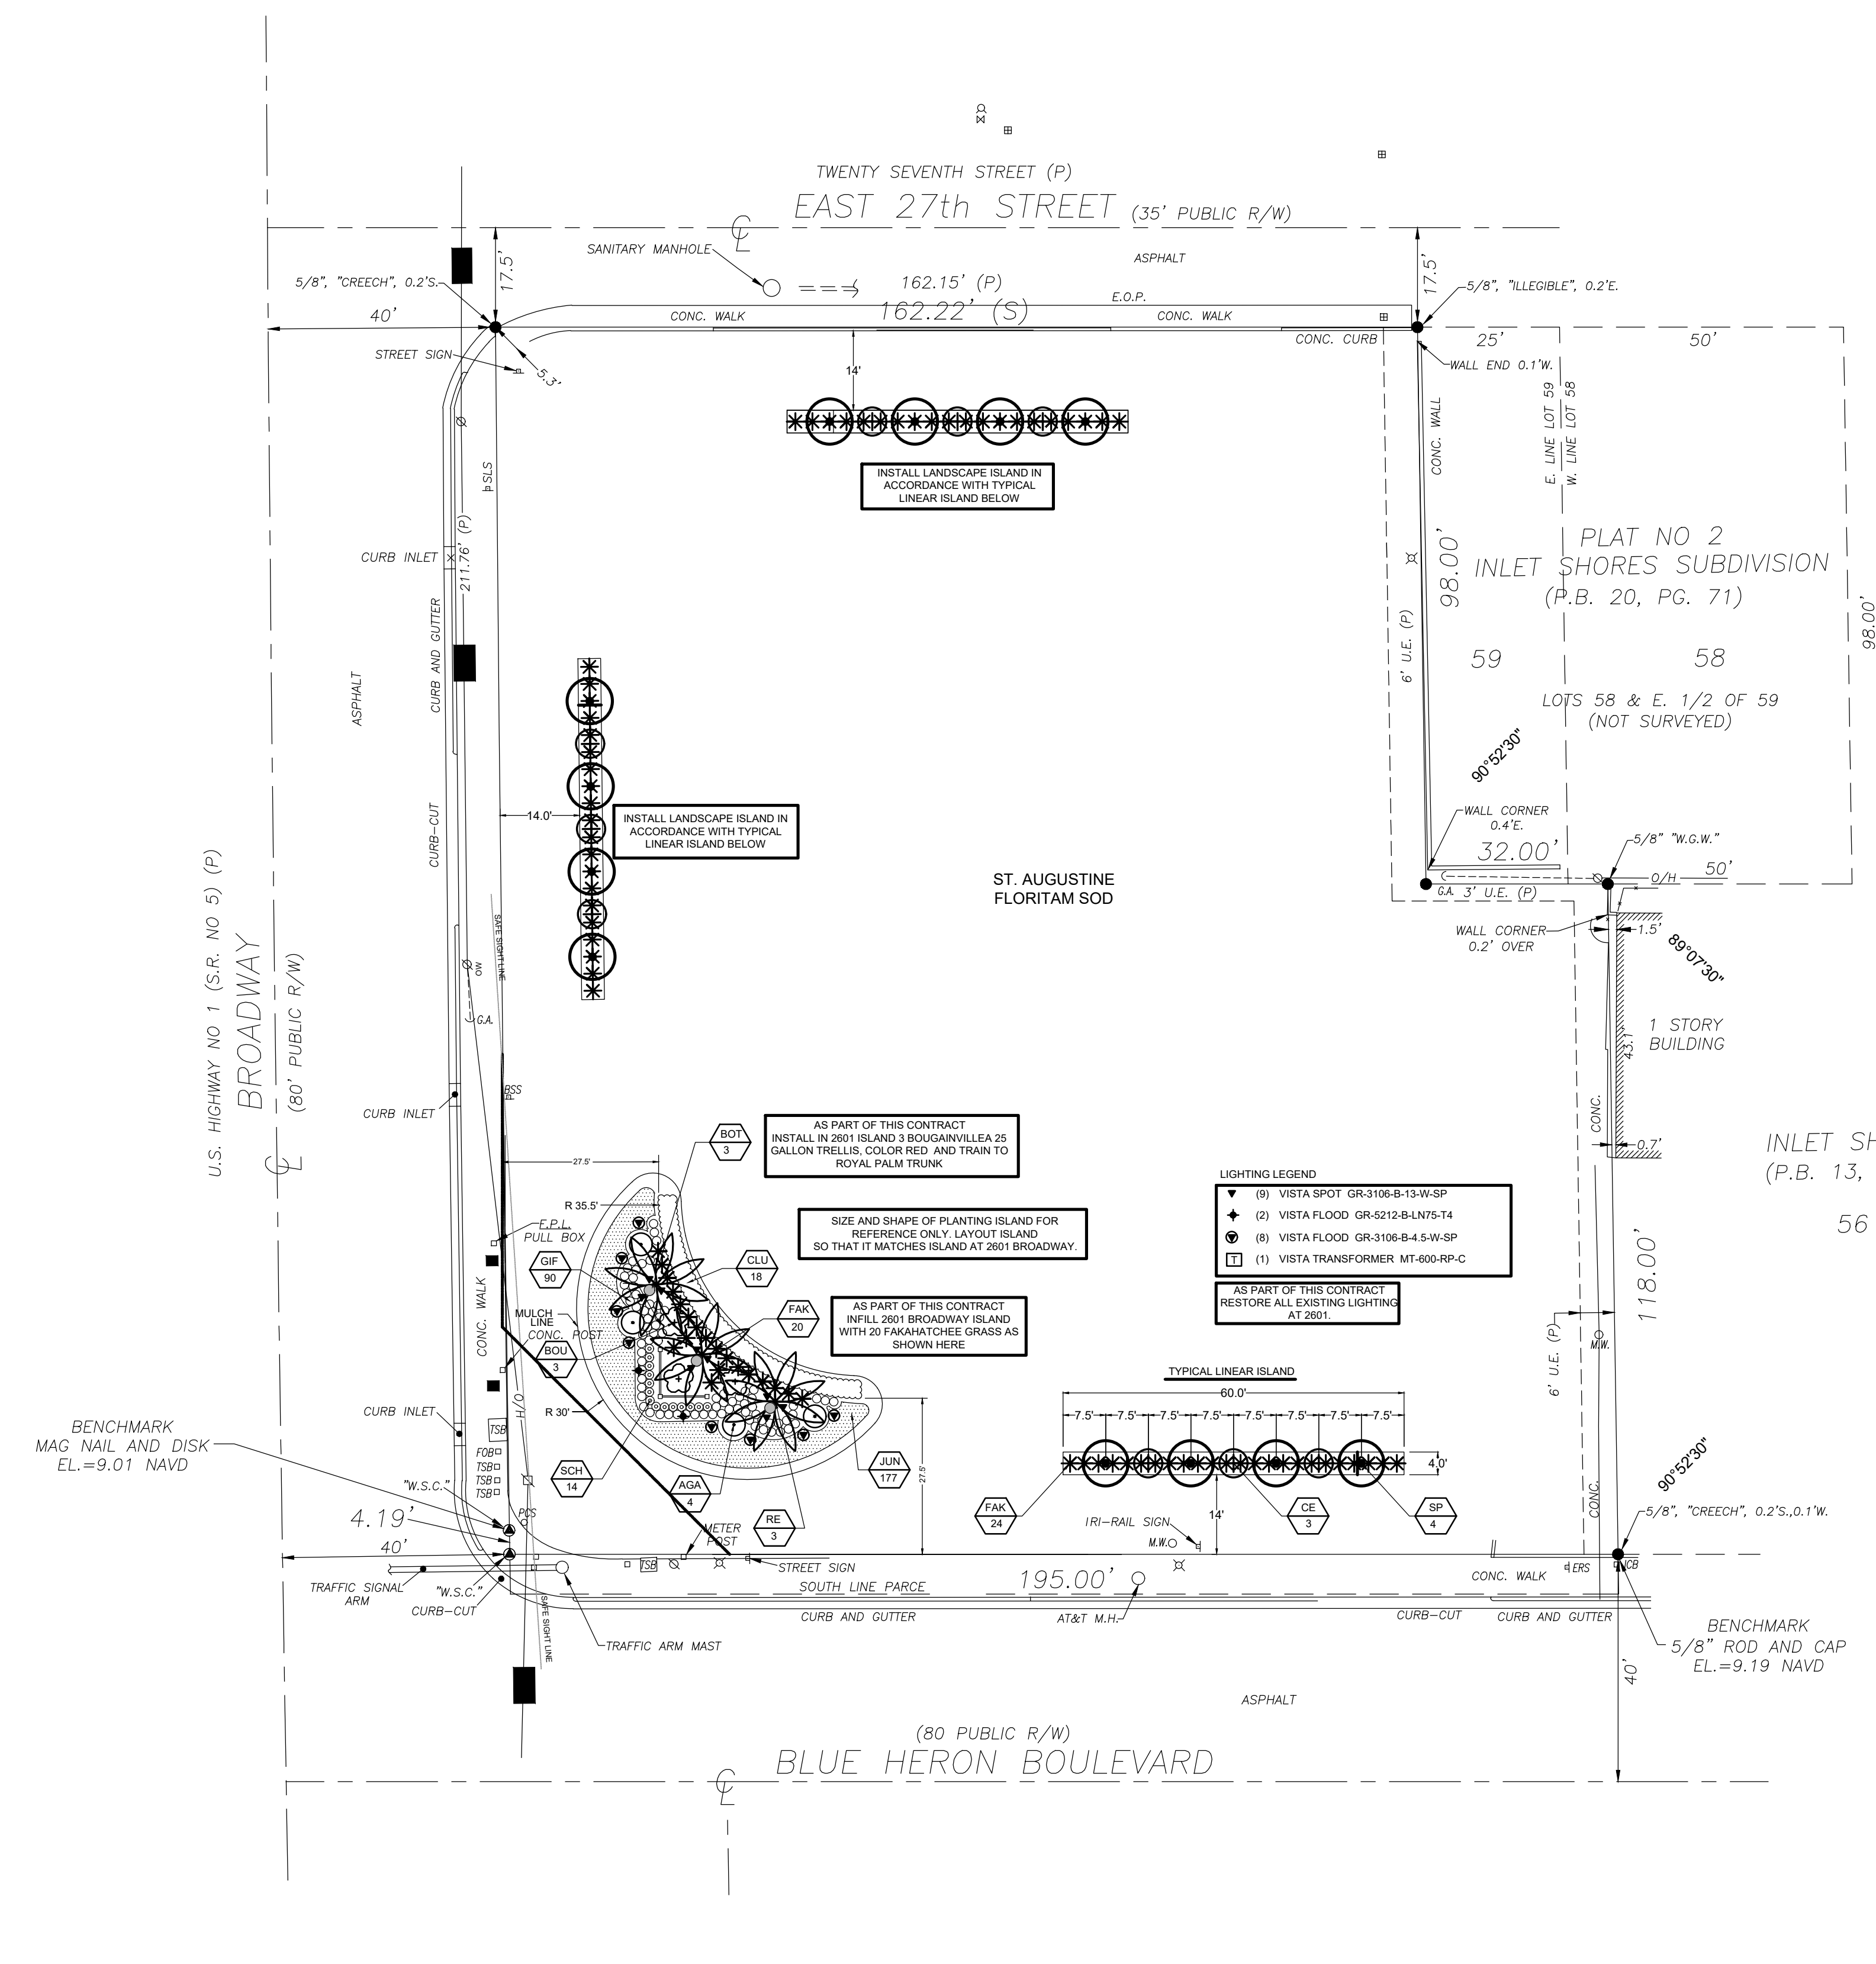 TWENTY SEVENTH STREET (P)
EAST 27th STREET (35' PUBLIC R/W)
SANITARY MANHOLE
ASPHALT
17.5'
17.5'
5/8", "CREECH", 0.2'S.
162.15' (P)
162.22' (S)
E.O.P.
5/8", "ILLEGIBLE", 0.2'E.
40'
CONC. WALK
CONC. WALK
CONC. CURB
25'
50'
STREET SIGN
5.3'
14'
WALL END 0.1'W.
CONC. WALL
E. LINE LOT 59
W. LINE LOT 58
INSTALL LANDSCAPE ISLAND IN
ACCORDANCE WITH TYPICAL
LINEAR ISLAND BELOW
SLS
211.76' (P)
CURB INLET
PLAT NO 2
INLET SHORES SUBDIVISION
(P.B. 20, PG. 71)
98.00'
98.00'
6' U.E. (P)
59
58
LOTS 58 & E. 1/2 OF 59
(NOT SURVEYED)
CURB AND GUTTER
ASPHALT
90°52'30"
CURB-CUT
14.0'
INSTALL LANDSCAPE ISLAND IN
ACCORDANCE WITH TYPICAL
LINEAR ISLAND BELOW
WALL CORNER
0.4'E.
32.00'
5/8" "W.G.W."
50'
O/H
G.A.
3' U.E. (P)
ST. AUGUSTINE
FLORITAM SOD
WALL CORNER
0.2' OVER
1.5'
89°07'30"
U.S. HIGHWAY NO 1 (S.R. NO 5) (P)
BROADWAY
(80' PUBLIC R/W)
SAFE SIGHT LINE
OW
G.A.
1 STORY
BUILDING
43.1'
CONC.
0.7'
BSS
CURB INLET
BOT
3
AS PART OF THIS CONTRACT
INSTALL IN 2601 ISLAND 3 BOUGAINVILLEA 25
GALLON TRELLIS, COLOR RED AND TRAIN TO
ROYAL PALM TRUNK
27.5'
INLET SH
(P.B. 13,
56
LIGHTING LEGEND
(9) VISTA SPOT GR-3106-B-13-W-SP
(2) VISTA FLOOD GR-5212-B-LN75-T4
(8) VISTA FLOOD GR-3106-B-4.5-W-SP
T (1) VISTA TRANSFORMER MT-600-RP-C
R 35.5'
SIZE AND SHAPE OF PLANTING ISLAND FOR
REFERENCE ONLY. LAYOUT ISLAND
SO THAT IT MATCHES ISLAND AT 2601 BROADWAY.
E.P.L.
PULL BOX
GIF
90
CLU
18
118.00'
AS PART OF THIS CONTRACT
RESTORE ALL EXISTING LIGHTING
AT 2601.
CONC. WALK
MULCH
LINE
CONC. POST
FAK
20
AS PART OF THIS CONTRACT
INFILL 2601 BROADWAY ISLAND
WITH 20 FAKAHATCHEE GRASS AS
SHOWN HERE
BOU
3
M.W.
6' U.E. (P)
TYPICAL LINEAR ISLAND
60.0'
7.5' 7.5' 7.5' 7.5' 7.5' 7.5' 7.5' 7.5'
R 30'
O/H
CURB INLET
BENCHMARK
MAG NAIL AND DISK
EL.=9.01 NAVD
TSB
FOB
TSB
TSB
TSB
SCH
14
AGA
4
JUN
177
27.5'
4.0'
90°52'30"
"W.S.C."
PCS
RE
3
FAK
24
CE
3
SP
4
14'
CONC.
4.19'
40'
METER
POST
TRI-RAIL SIGN
M.W.
5/8", "CREECH", 0.2'S.,0.1'W.
TSB
STREET SIGN
ERS
ICB
TRAFFIC SIGNAL
ARM
"W.S.C."
CURB-CUT
SOUTH LINE PARCE
195.00'
CONC. WALK
SAFE SIGHT LINE
CURB AND GUTTER
AT&T M.H.
CURB-CUT
CURB AND GUTTER
TRAFFIC ARM MAST
BENCHMARK
5/8" ROD AND CAP
EL.=9.19 NAVD
40'
ASPHALT
(80 PUBLIC R/W)
BLUE HERON BOULEVARD